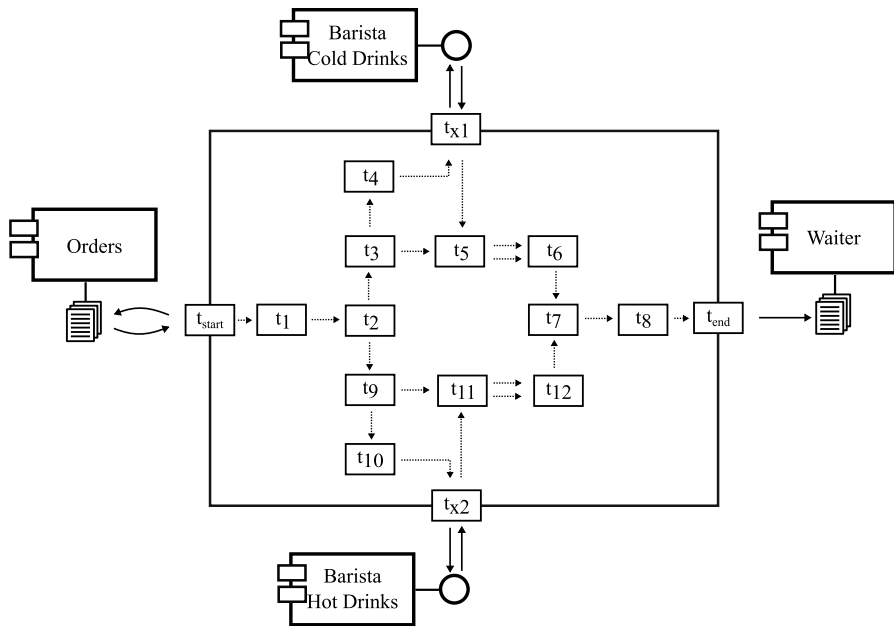 Barista
Cold Drinks
tx1
t4
Orders
t3
t5
t6
Waiter
tstart
t1
t2
t7
t8
tend
t9
t11
t12
t10
tx2
Barista
Hot Drinks